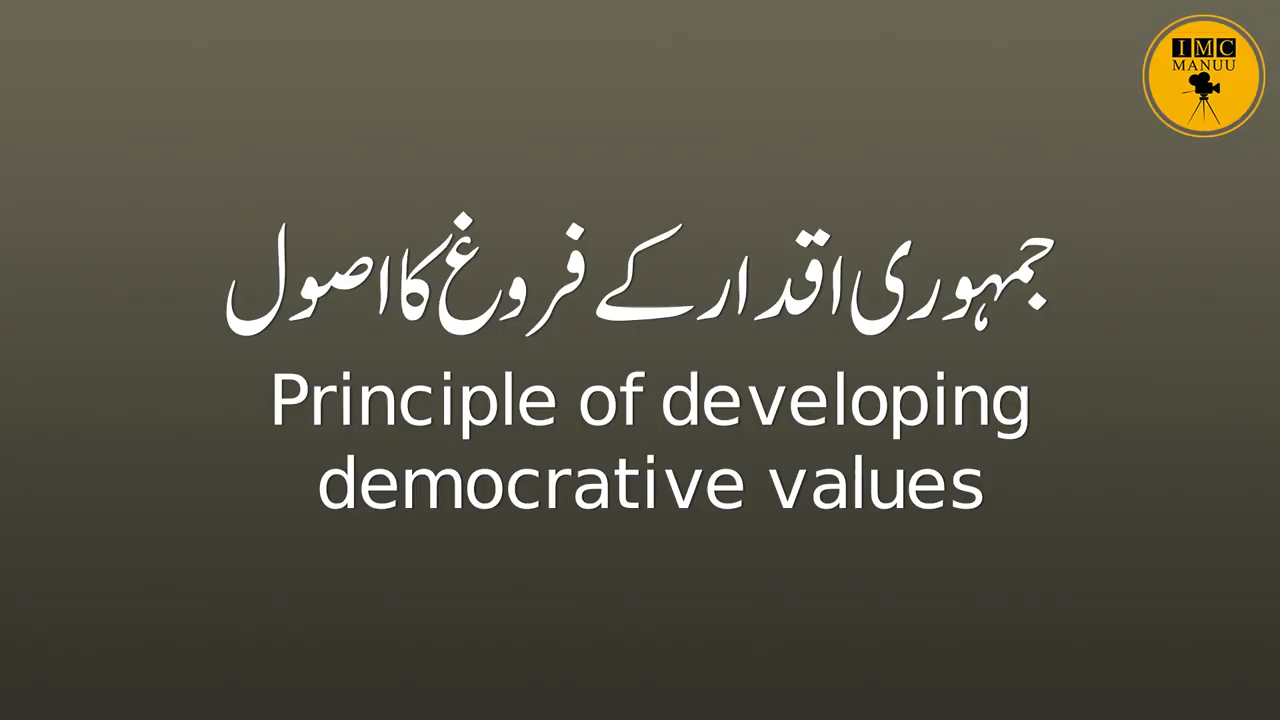 IMC
MANUU
جمہوری اقدار کے فروغ کا اصول
Principle of developing
democrative values